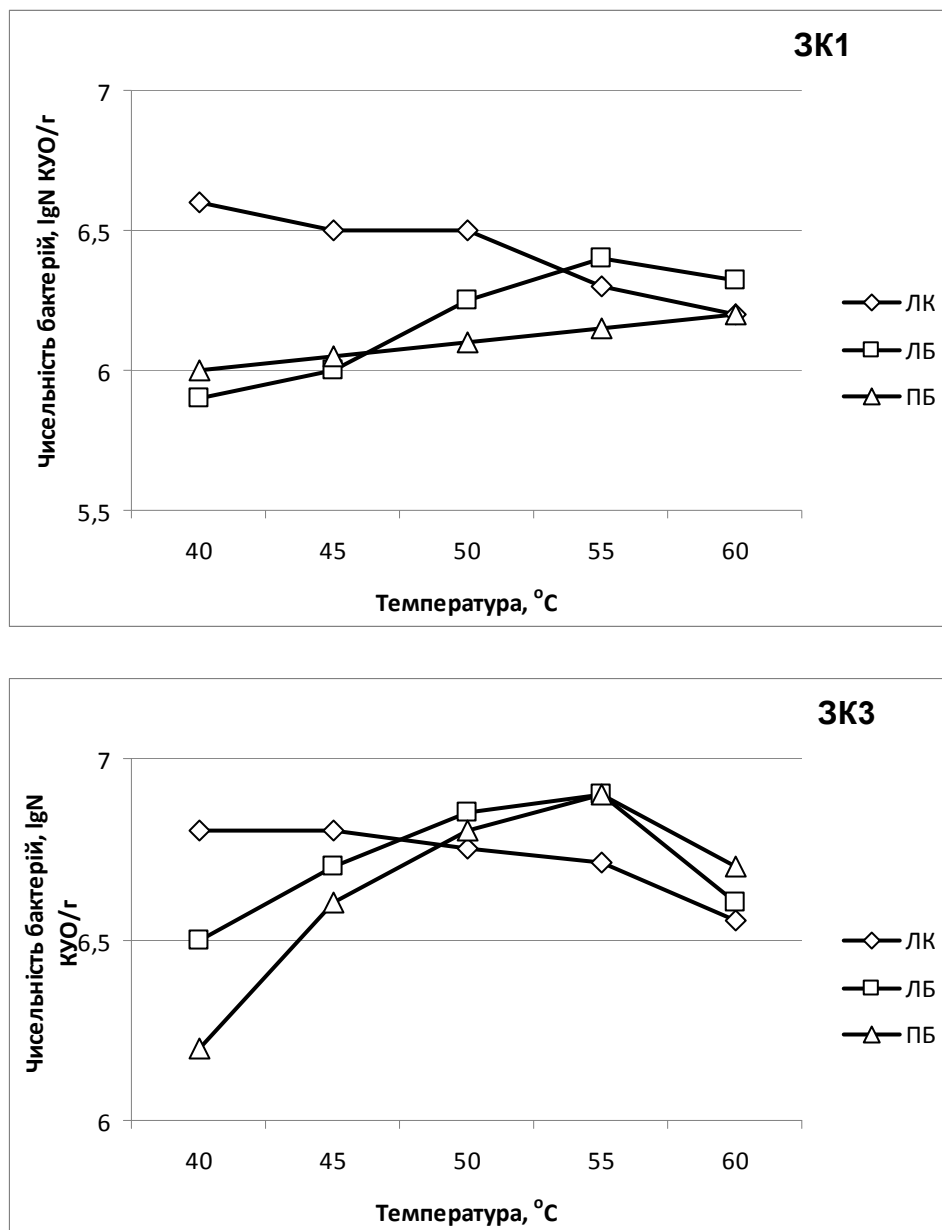 ЗК1
Чисельність бактерій, lgN КУО/г
7
6,5
6
5,5
40 45 50 55 60
Температура, °С
ЛК
ЛБ
ПБ
ЗК3
Чисельність бактерій, lgN
КУО/г
7
6,5
6
40 45 50 55 60
Температура, °С
ЛК
ЛБ
ПБ